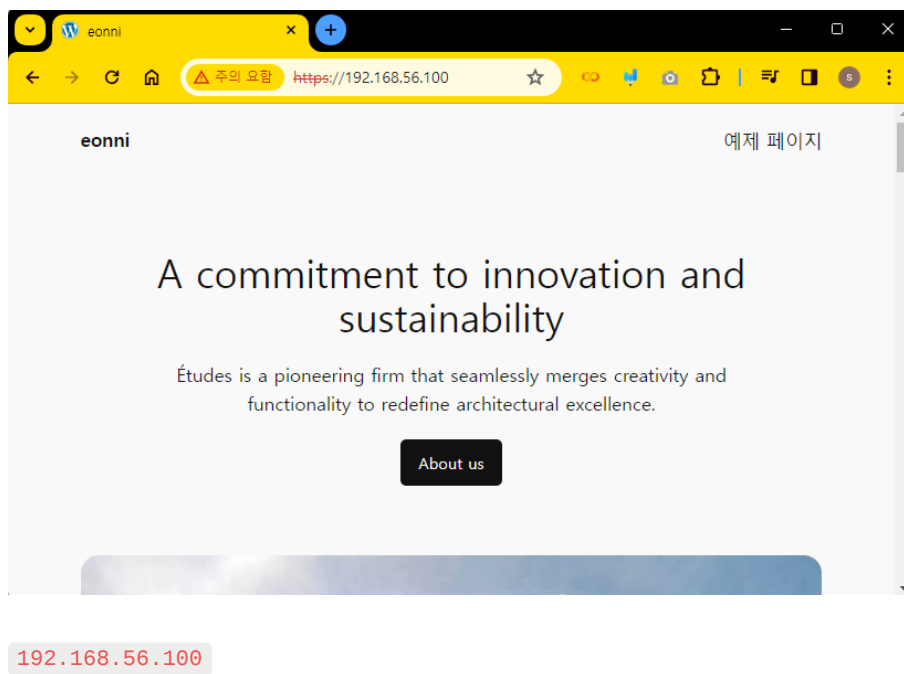 eonni
주의 요함 https://192.168.56.100
S
eonni 예제 페이지
A commitment to innovation and
sustainability
Études is a pioneering firm that seamlessly merges creativity and
functionality to redefine architectural excellence.
About us
192.168.56.100